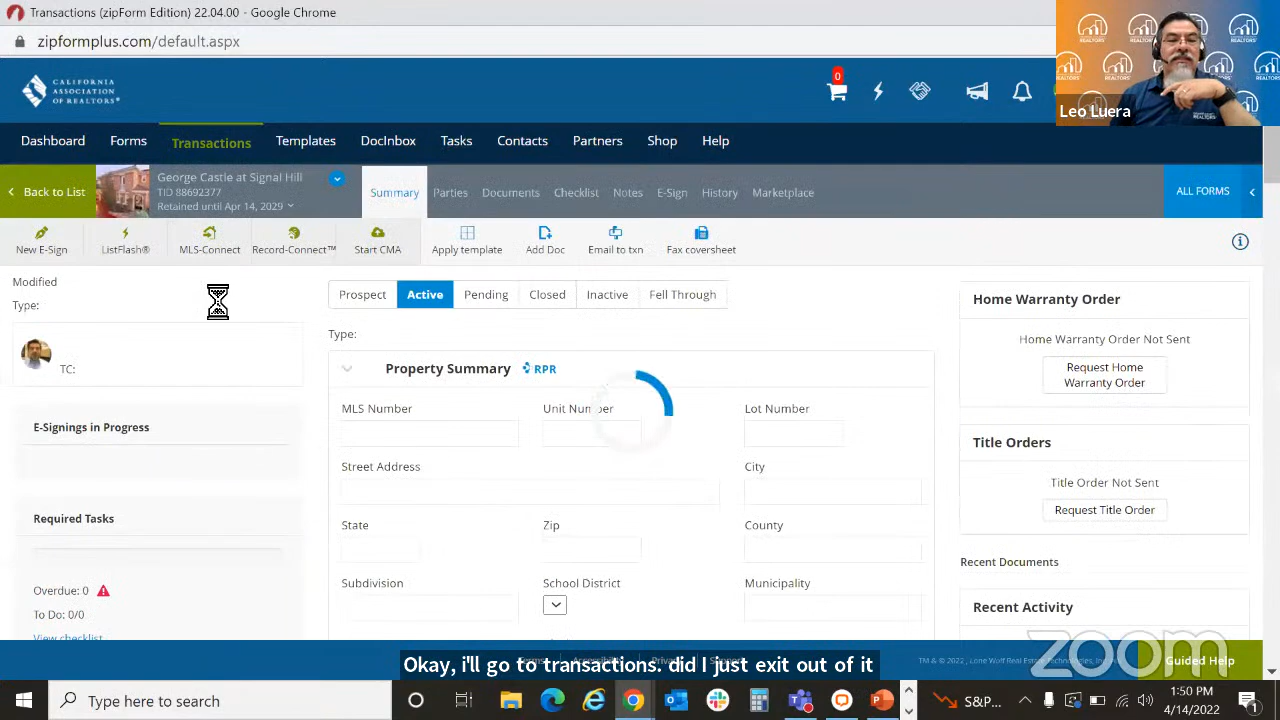 Transactions (zipForm Edition) 22.04.00 - Google Chrome
zipformplus.com/default.aspx
CALIFORNIA
ASSOCIATION
OF REALTORS®
0
Leo Luera
Dashboard Forms Transactions Templates DocInbox Tasks Contacts Partners Shop Help
Back to List
George Castle at Signal Hill
TID 88692377
Retained until Apr 14, 2029
Summary Parties Documents Checklist Notes E-Sign History Marketplace
ALL FORMS
New E-Sign ListFlash® MLS-Connect Record-Connect™ Start CMA Apply template Add Doc Email to txn Fax coversheet
Modified
Type:
TC:
E-Signings in Progress
Required Tasks
Overdue: 0
To Do: 0/0
View checklist
Prospect Active Pending Closed Inactive Fell Through
Type:
Property Summary RPR
MLS Number Unit Number Lot Number
Street Address City
State Zip County
Subdivision School District Municipality
Home Warranty Order
Home Warranty Order Not Sent
Request Home
Warranty Order
Title Orders
Title Order Not Sent
Request Title Order
Recent Documents
Recent Activity
Okay, i'll go to transactions did I just exit out of it
zoom
Guided Help
Type here to search
S&P...
1:50 PM
4/14/2022
1